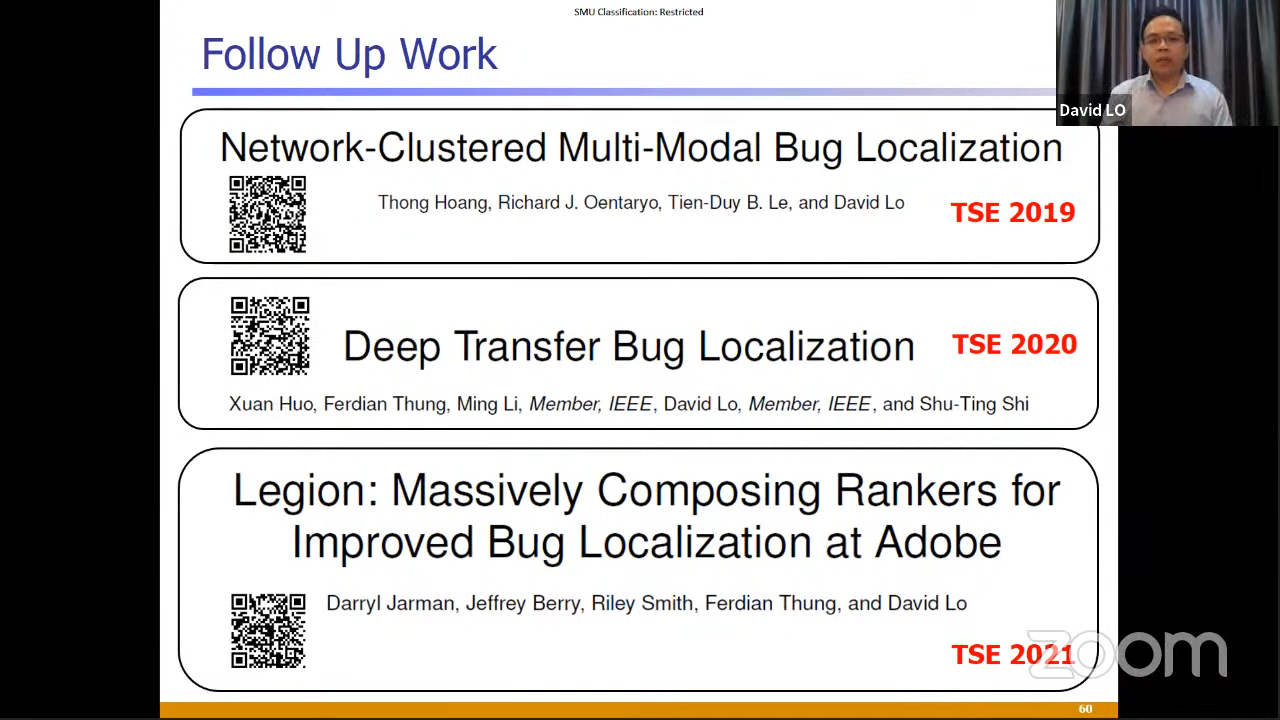 SMU Classification: Restricted
Follow Up Work
David LO
Network-Clustered Multi-Modal Bug Localization
Thong Hoang, Richard J. Oentaryo, Tien-Duy B. Le, and David Lo
TSE 2019
Deep Transfer Bug Localization
TSE 2020
Xuan Huo, Ferdian Thung, Ming Li, Member, IEEE, David Lo, Member, IEEE, and Shu-Ting Shi
Legion: Massively Composing Rankers for
Improved Bug Localization at Adobe
Darryl Jarman, Jeffrey Berry, Riley Smith, Ferdian Thung, and David Lo
TSE 2021
zoom
60